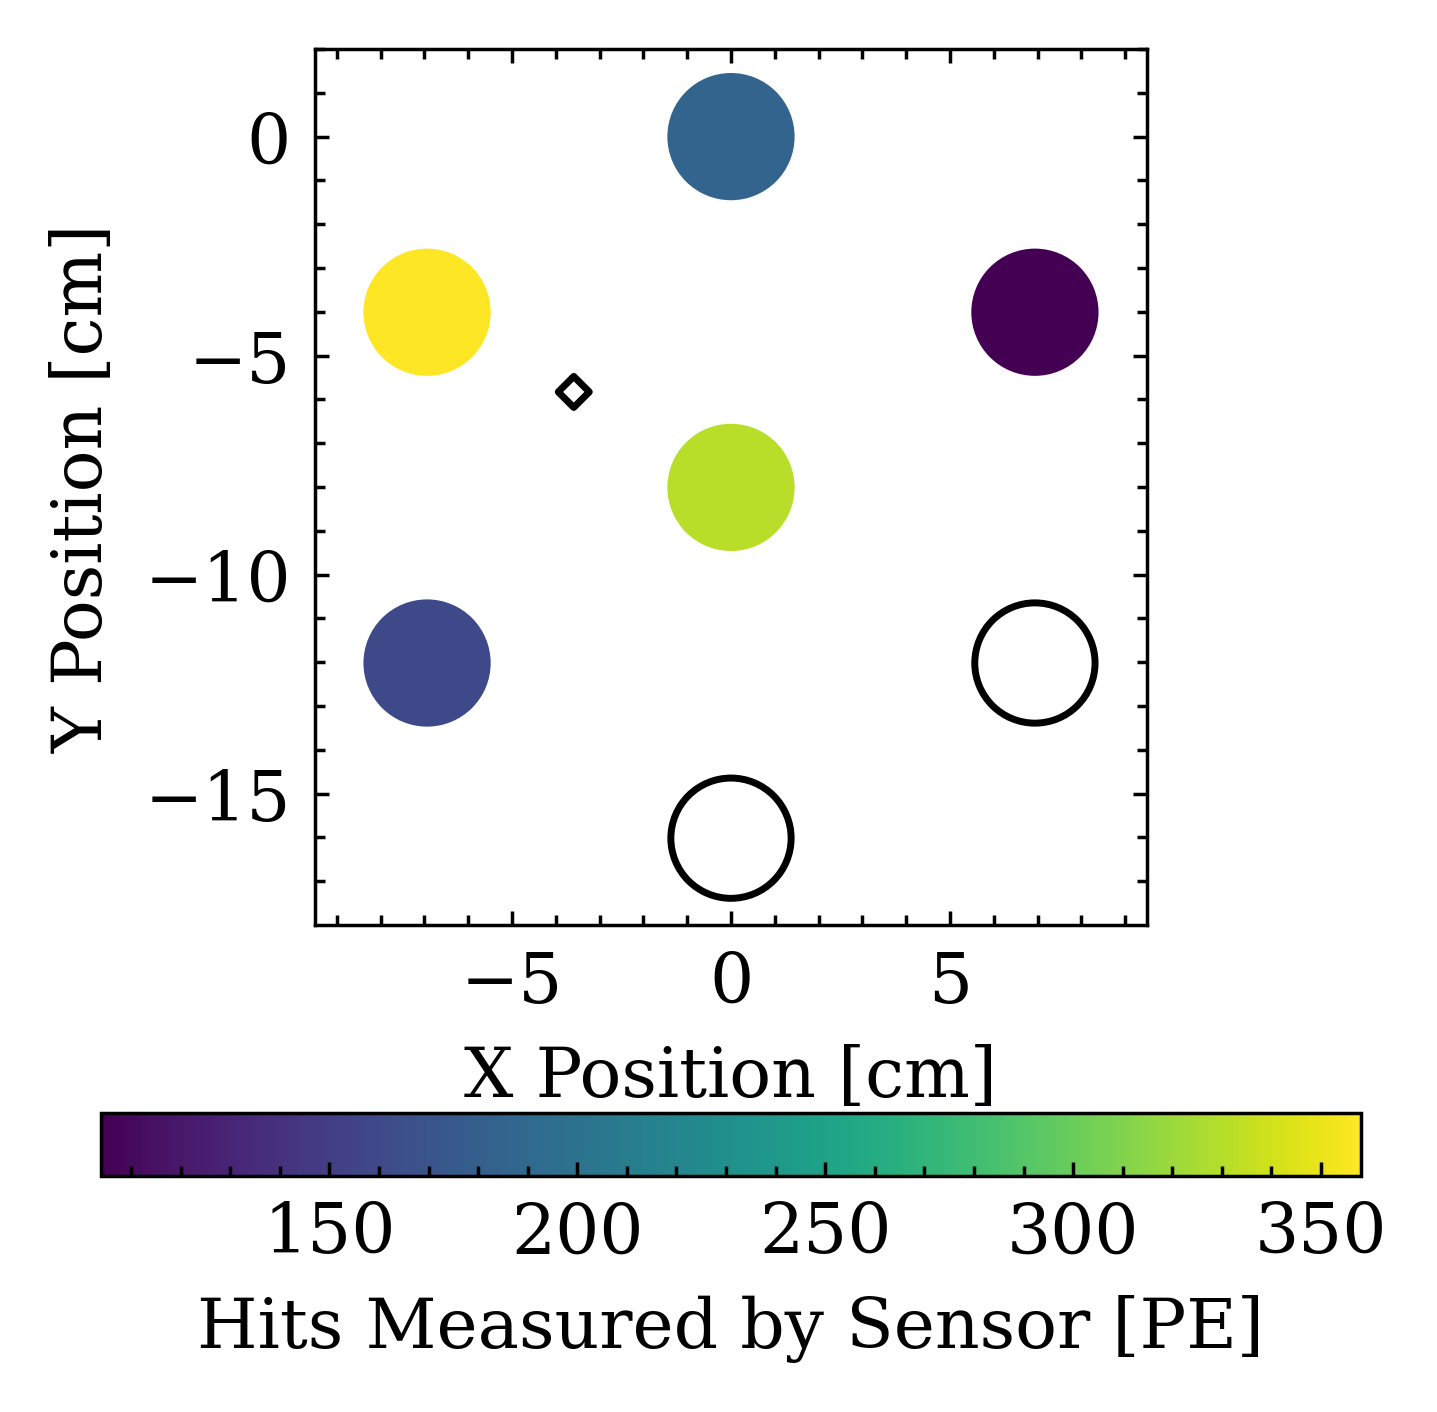 0
−5
−10
−15
Y Position [cm]
−5 0 5
X Position [cm]
150 200 250 300 350
Hits Measured by Sensor [PE]